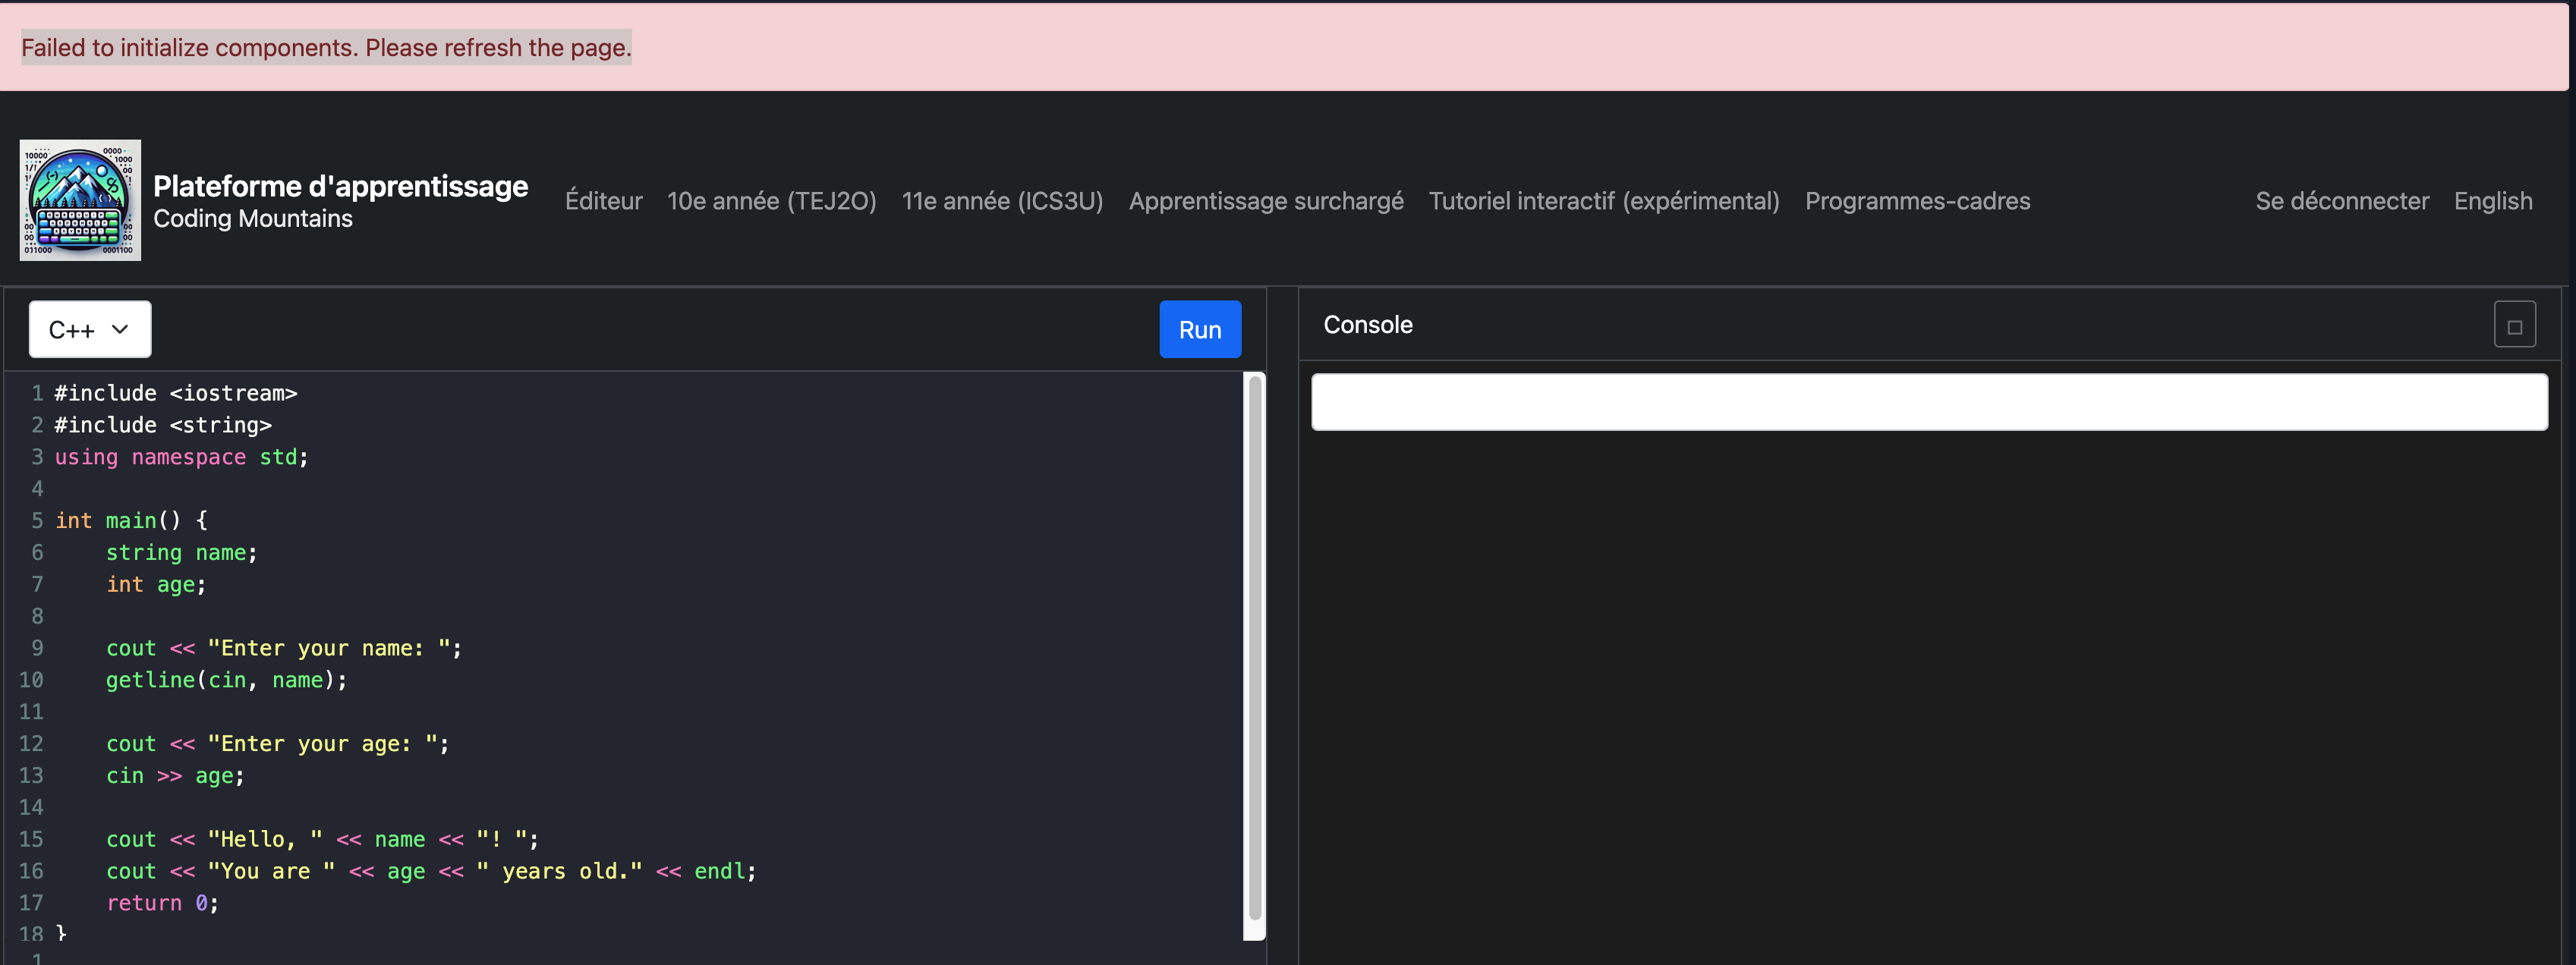 Failed to initialize components. Please refresh the page.
Plateforme d'apprentissage
Coding Mountains
Éditeur 10e année (TEJ2O) 11e année (ICS3U) Apprentissage surchargé Tutoriel interactif (expérimental) Programmes-cadres Se déconnecter English
C++ Run
Console
1 #include <iostream>
2 #include <string>
3 using namespace std;
4
5 int main() {
6 string name;
7 int age;
8
9 cout << "Enter your name: ";
10 getline(cin, name);
11
12 cout << "Enter your age: ";
13 cin >> age;
14
15 cout << "Hello, " << name << "! ";
16 cout << "You are " << age << " years old." << endl;
17 return 0;
18 }
1